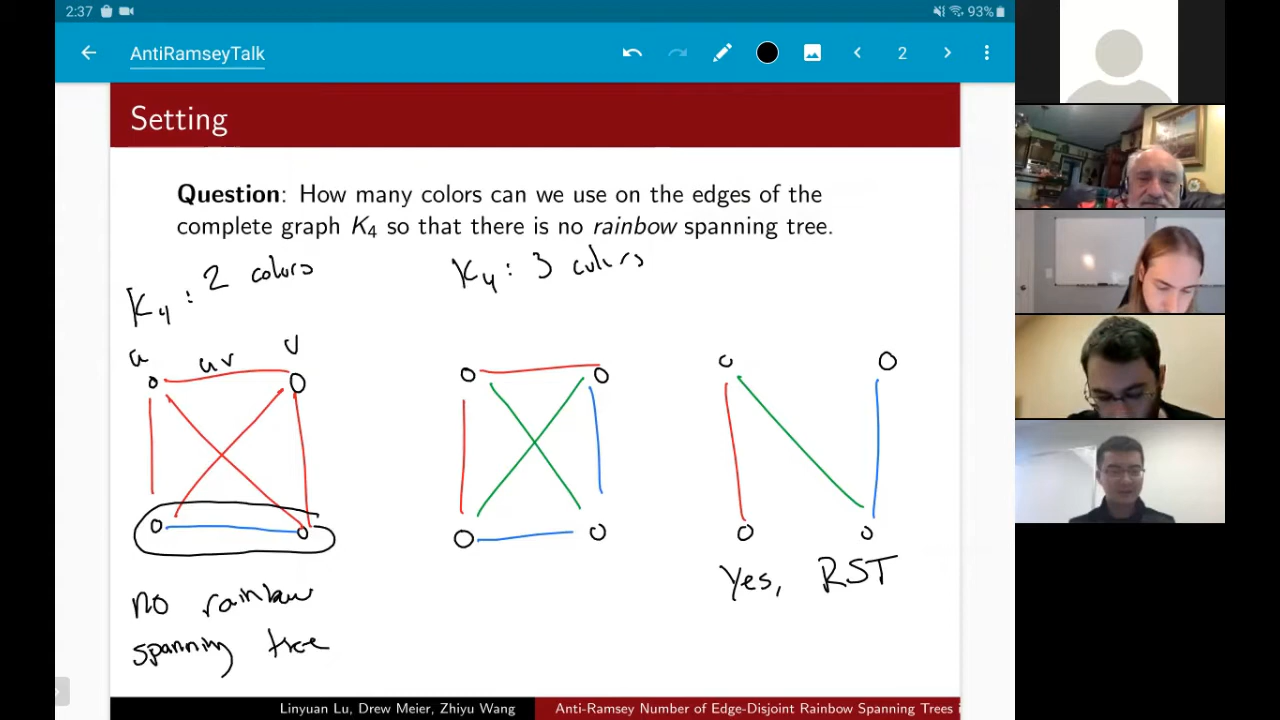 2:37
93%
AntiRamseyTalk
2
Setting
Question: How many colors can we use on the edges of the
complete graph K4 so that there is no rainbow spanning tree.
K4 : 2 colors
K4 : 3 colors
u
uv
v
no rainbow
spanning tree
Yes, RST
Linyuan Lu, Drew Meier, Zhiyu Wang
Anti-Ramsey Number of Edge-Disjoint Rainbow Spanning Trees i